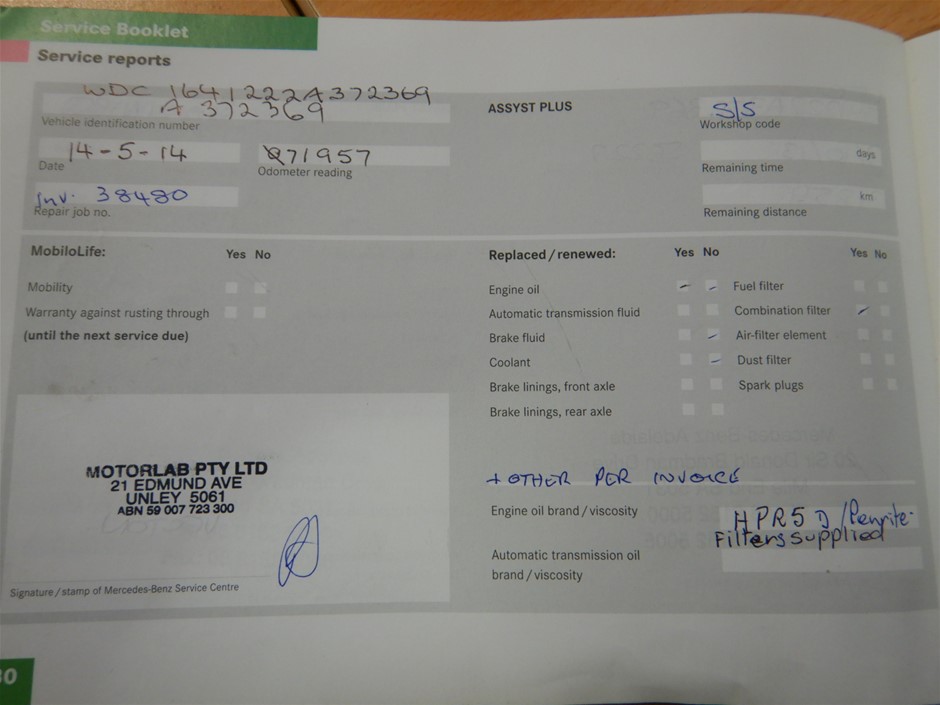 Service Booklet
Service reports
WDC 1641222A372369
A 372369
Vehicle identification number
14-5-14
Date
71957
Odometer reading
Inv. 38480
Repair job no.
ASSYST PLUS
S/S
Workshop code
days
Remaining time
km
Remaining distance
MobiloLife: Yes No
Mobility
Warranty against rusting through
(until the next service due)
Replaced / renewed: Yes No
Engine oil
Automatic transmission fluid
Brake fluid
Coolant
Brake linings, front axle
Brake linings, rear axle
Yes No
Fuel filter
Combination filter
Air-filter element
Dust filter
Spark plugs
MOTORLAB PTY LTD
21 EDMUND AVE
UNLEY 5061
ABN 59 007 723 300
Signature / stamp of Mercedes-Benz Service Centre
+ OTHER PER INVOICE
Engine oil brand / viscosity
HPR5 D/Penrite.
Filters supplied
Automatic transmission oil
brand / viscosity